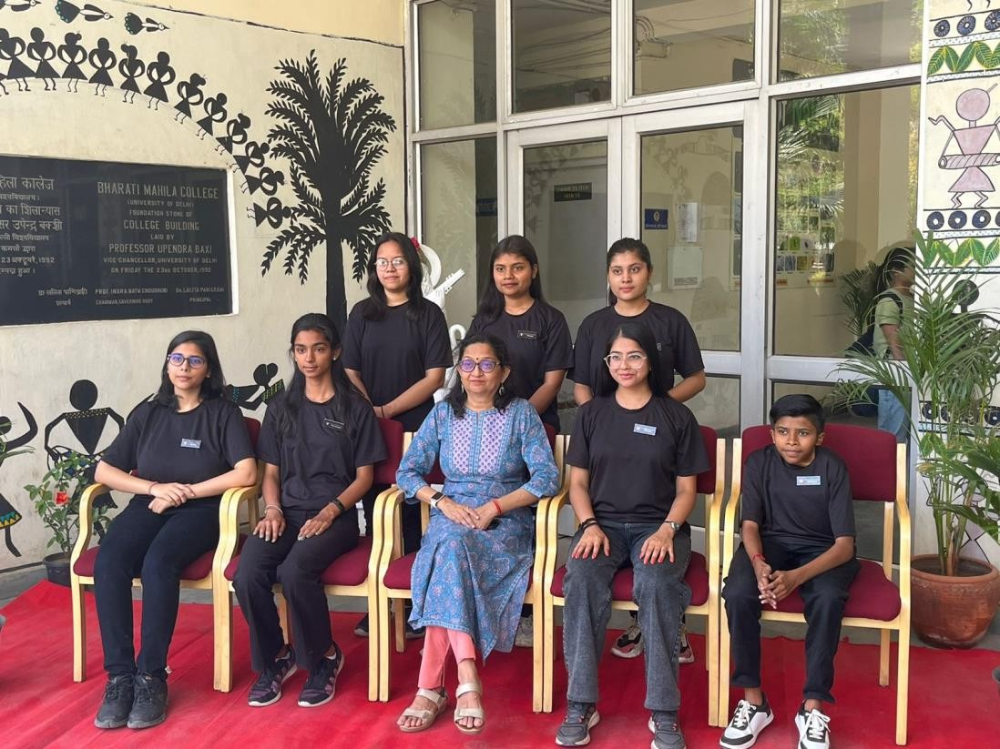 हिला कालेज
विश्वविद्यालय)
का शिलान्यास
सर उपेन्द्र बक्शी
ल्ली विश्वविद्यालय
कमलों द्वारा
23 अक्टूबर, 1992
म्पन्न हुआ ।
डा० ललिता पाणिग्रही
प्राचार्य
BHARATI MAHILA COLLEGE
(UNIVERSITY OF DELHI)
FOUNDATION STONE OF
COLLEGE BUILDING
LAID BY
PROFESSOR UPENDRA BAXI
VICE-CHANCELLOR, UNIVERSITY OF DELHI
ON FRIDAY THE 23RD OCTOBER, 1992
PROF. INDRA NATH CHOUDHURI
CHAIRMAN, GOVERNING BODY
DR. LALITA PANIGRAHI
PRINCIPAL